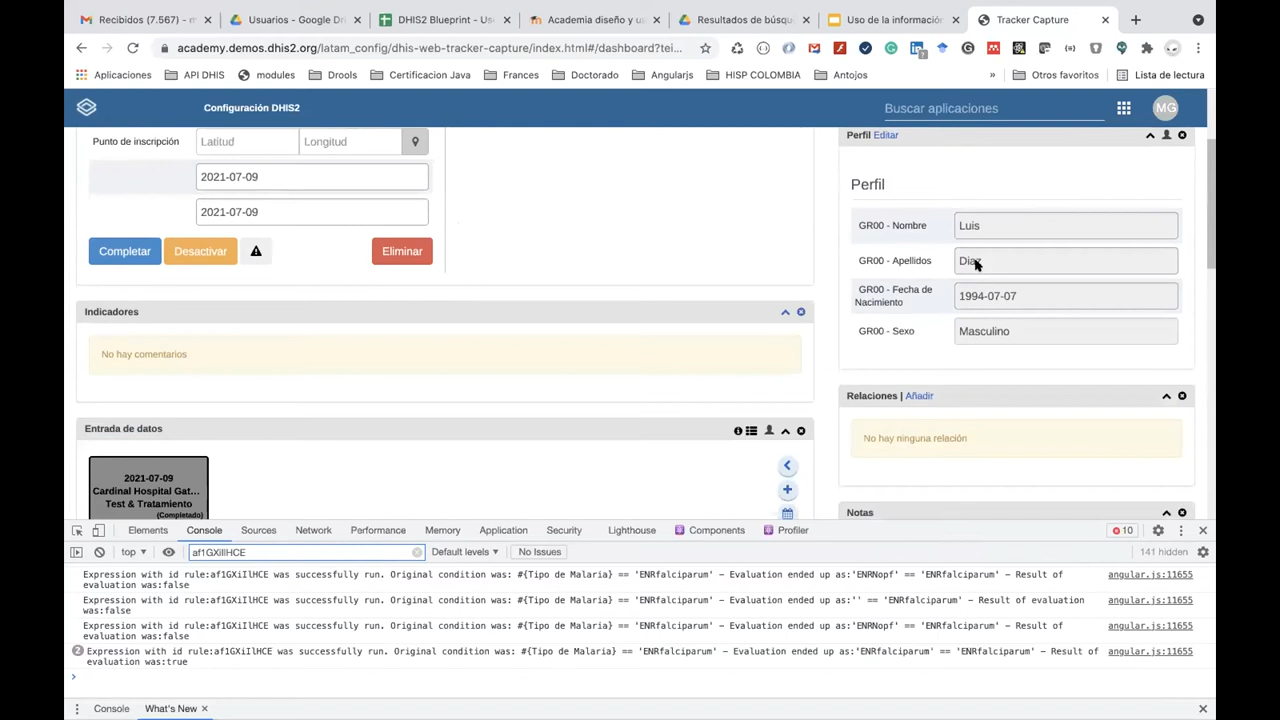 Recibidos (7.567) - m
Usuarios - Google Dri
DHIS2 Blueprint - Us
Academia diseño y us
Resultados de búsqu
Uso de la información
Tracker Capture
academy.demos.dhis2.org/latam_config/dhis-web-tracker-capture/index.html#/dashboard?tei...
Aplicaciones
API DHIS
modules
Drools
Certificacion Java
Frances
Doctorado
Angularjs
HISP COLOMBIA
Antojos
»
Otros favoritos
Lista de lectura
Configuración DHIS2
Buscar aplicaciones
MG
Punto de inscripción
Latitud
Longitud
2021-07-09
2021-07-09
Completar
Desactivar
Eliminar
Indicadores
No hay comentarios
Entrada de datos
2021-07-09
Cardinal Hospital Gat...
Test & Tratamiento
(Completado)
Perfil Editar
Perfil
GR00 - Nombre
Luis
GR00 - Apellidos
Diaz
GR00 - Fecha de
Nacimiento
1994-07-07
GR00 - Sexo
Masculino
Relaciones | Añadir
No hay ninguna relación
Notas
Elements
Console
Sources
Network
Performance
Memory
Application
Security
Lighthouse
Components
Profiler
10
top
af1GXiIlHCE
Default levels
No Issues
141 hidden
Expression with id rule:af1GXiIlHCE was successfully run. Original condition was: #{Tipo de Malaria} == 'ENRfalciparum' - Evaluation ended up as:'ENRNopf' == 'ENRfalciparum' - Result of
evaluation was:false
angular.js:11655
Expression with id rule:af1GXiIlHCE was successfully run. Original condition was: #{Tipo de Malaria} == 'ENRfalciparum' - Evaluation ended up as:'' == 'ENRfalciparum' - Result of evaluation
was:false
angular.js:11655
Expression with id rule:af1GXiIlHCE was successfully run. Original condition was: #{Tipo de Malaria} == 'ENRfalciparum' - Evaluation ended up as:'ENRNopf' == 'ENRfalciparum' - Result of
evaluation was:false
angular.js:11655
2
Expression with id rule:af1GXiIlHCE was successfully run. Original condition was: #{Tipo de Malaria} == 'ENRfalciparum' - Evaluation ended up as:'ENRfalciparum' == 'ENRfalciparum' - Result of
evaluation was:true
angular.js:11655
Console
What's New